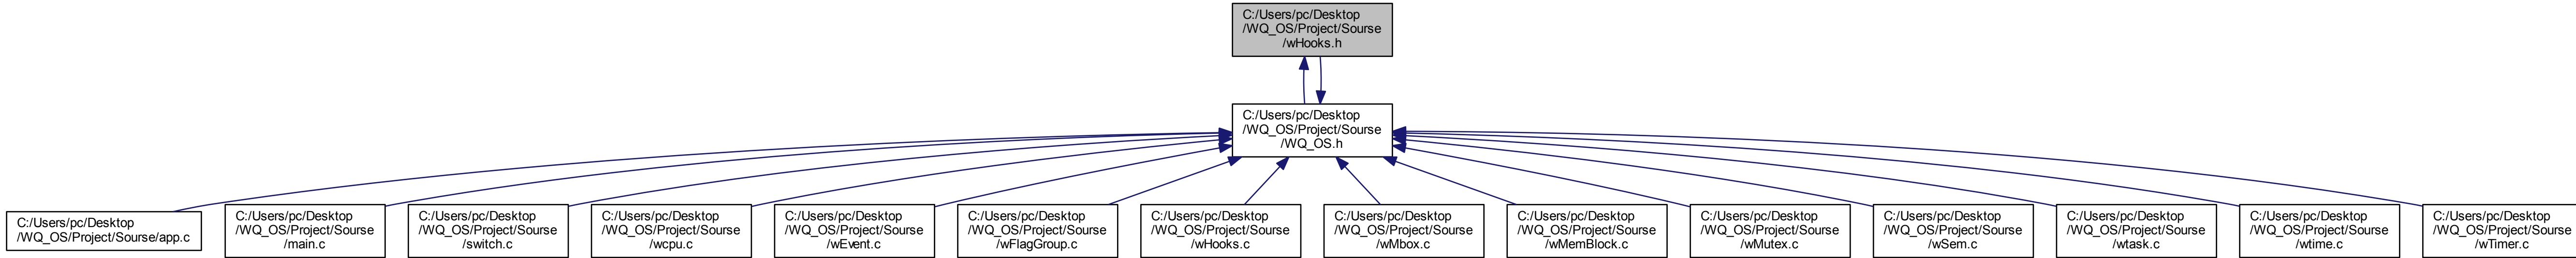 C:/Users/pc/Desktop
/WQ_OS/Project/Sourse
/wHooks.h
C:/Users/pc/Desktop
/WQ_OS/Project/Sourse
/WQ_OS.h
C:/Users/pc/Desktop
/WQ_OS/Project/Sourse/app.c
C:/Users/pc/Desktop
/WQ_OS/Project/Sourse
/main.c
C:/Users/pc/Desktop
/WQ_OS/Project/Sourse
/switch.c
C:/Users/pc/Desktop
/WQ_OS/Project/Sourse
/wcpu.c
C:/Users/pc/Desktop
/WQ_OS/Project/Sourse
/wEvent.c
C:/Users/pc/Desktop
/WQ_OS/Project/Sourse
/wFlagGroup.c
C:/Users/pc/Desktop
/WQ_OS/Project/Sourse
/wHooks.c
C:/Users/pc/Desktop
/WQ_OS/Project/Sourse
/wMbox.c
C:/Users/pc/Desktop
/WQ_OS/Project/Sourse
/wMemBlock.c
C:/Users/pc/Desktop
/WQ_OS/Project/Sourse
/wMutex.c
C:/Users/pc/Desktop
/WQ_OS/Project/Sourse
/wSem.c
C:/Users/pc/Desktop
/WQ_OS/Project/Sourse
/wtask.c
C:/Users/pc/Desktop
/WQ_OS/Project/Sourse
/wtime.c
C:/Users/pc/Desktop
/WQ_OS/Project/Sourse
/wTimer.c